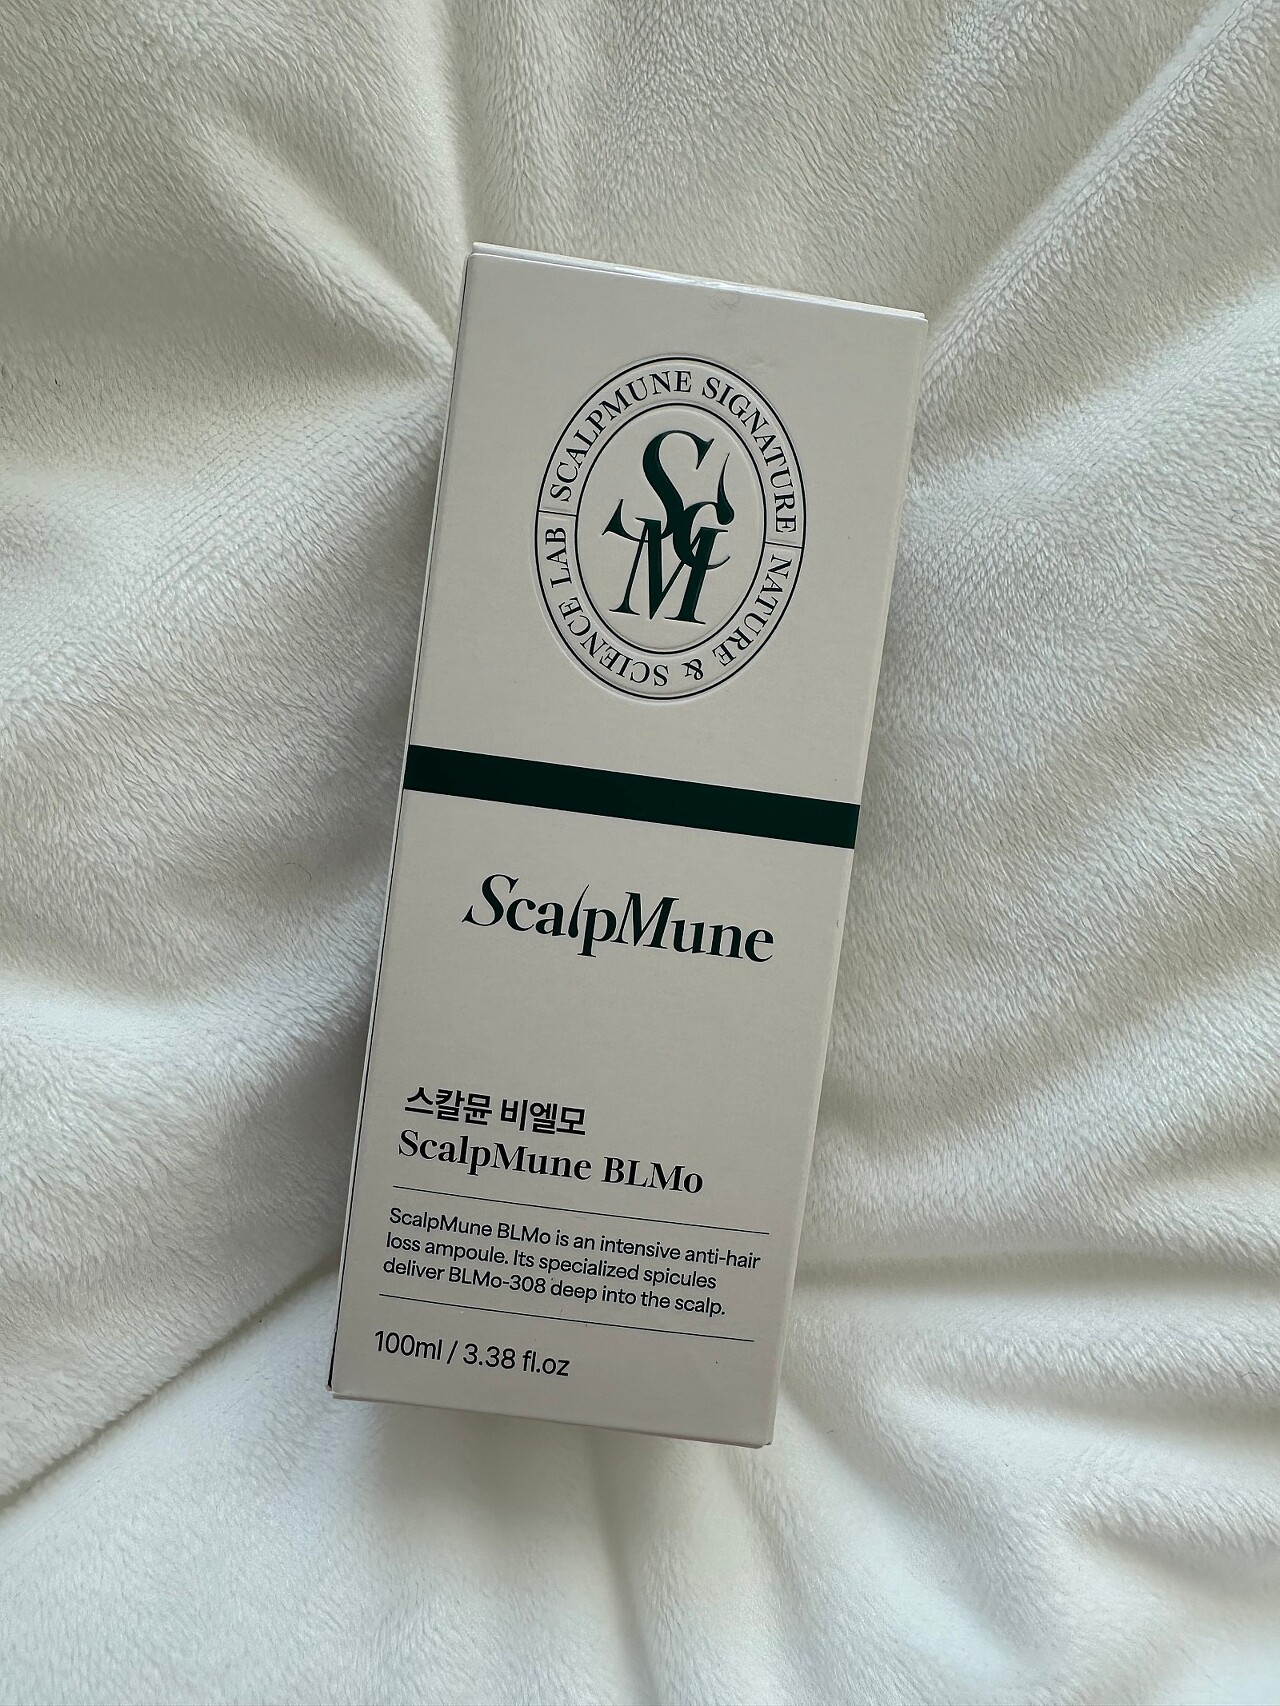 SCALPMUNE SIGNATURE
NATURE & SCIENCE LAB
ScM
ScalpMune
스칼뮨 비엘모
ScalpMune BLMo
ScalpMune BLMo is an intensive anti-hair
loss ampoule. Its specialized spicules
deliver BLMo-308 deep into the scalp.
100ml / 3.38 fl.oz